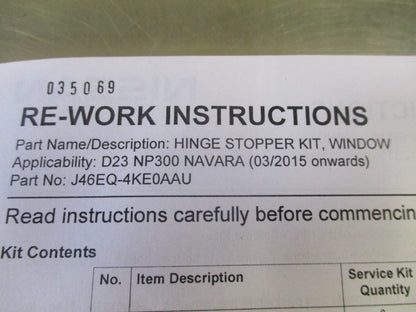 035069
RE-WORK INSTRUCTIONS
Part Name/Description: HINGE STOPPER KIT, WINDOW
Applicability: D23 NP300 NAVARA (03/2015 onwards)
Part No: J46EQ-4KE0AAU
Read instructions carefully before commencin
Kit Contents
No. Item Description Service Kit
Quantity